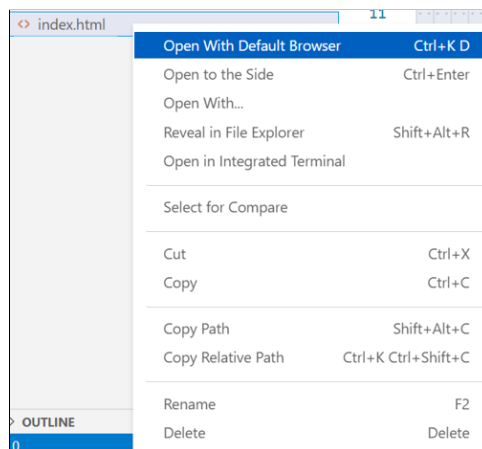 <> index.html
11
Open With Default Browser Ctrl+K D
Open to the Side Ctrl+Enter
Open With...
Reveal in File Explorer Shift+Alt+R
Open in Integrated Terminal
Select for Compare
Cut Ctrl+X
Copy Ctrl+C
Copy Path Shift+Alt+C
Copy Relative Path Ctrl+K Ctrl+Shift+C
Rename F2
OUTLINE
Delete Delete
0